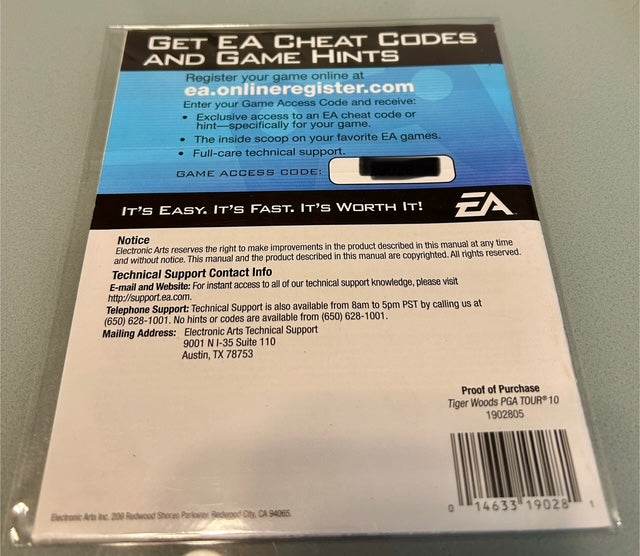 GET EA CHEAT CODES
AND GAME HINTS
Register your game online at
ea.onlineregister.com
Enter your Game Access Code and receive:
• Exclusive access to an EA cheat code or
hint—specifically for your game.
• The inside scoop on your favorite EA games.
• Full-care technical support.
GAME ACCESS CODE:
IT'S EASY. IT'S FAST. IT'S WORTH IT!
EA
Notice
Electronic Arts reserves the right to make improvements in the product described in this manual at any time
and without notice. This manual and the product described in this manual are copyrighted. All rights reserved.
Technical Support Contact Info
E-mail and Website: For instant access to all of our technical support knowledge, please visit
http://support.ea.com.
Telephone Support: Technical Support is also available from 8am to 5pm PST by calling us at
(650) 628-1001. No hints or codes are available from (650) 628-1001.
Mailing Address: Electronic Arts Technical Support
9001 N I-35 Suite 110
Austin, TX 78753
Proof of Purchase
Tiger Woods PGA TOUR® 10
1902805
0 14633 19028 1
Electronic Arts Inc. 209 Redwood Shores Parkway Redwood City, CA 94065